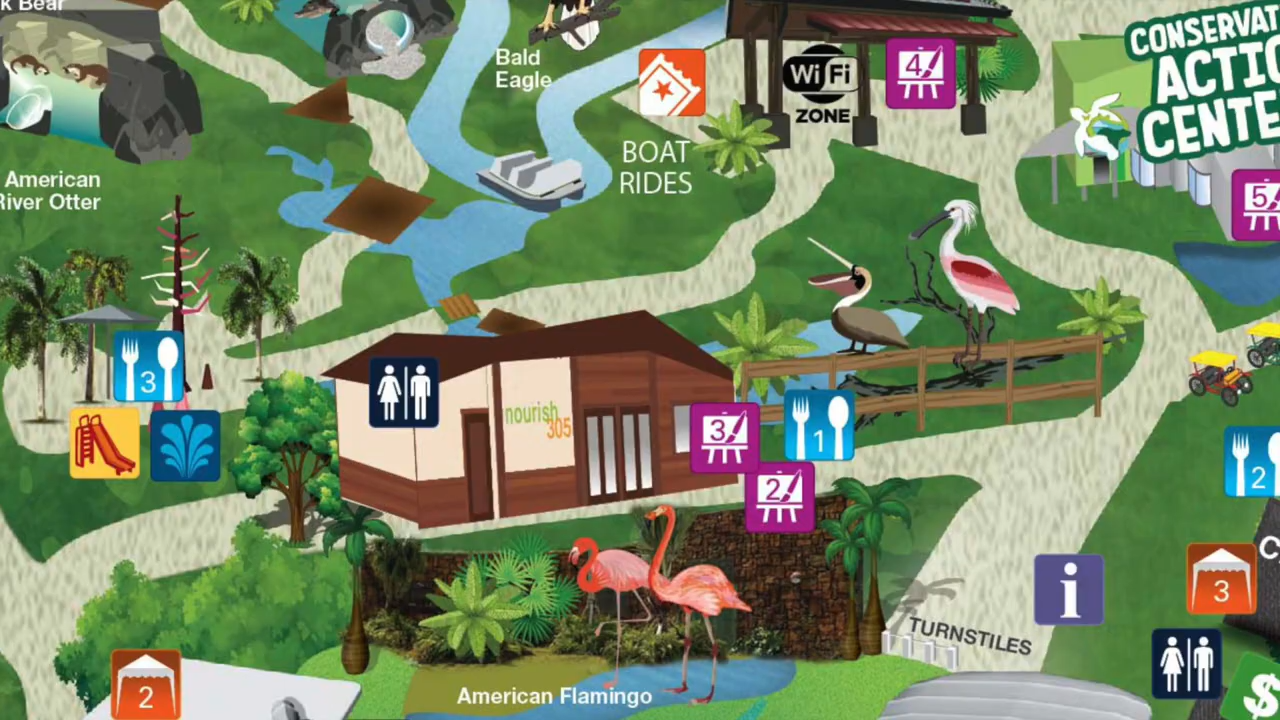 k Bear
Bald
Eagle
WiFi
ZONE
4
CONSERVAT
ACTIO
CENTE
BOAT
RIDES
American
River Otter
5
3
nourish
305
3
1
2
2
i
3
TURNSTILES
C
2
American Flamingo
$